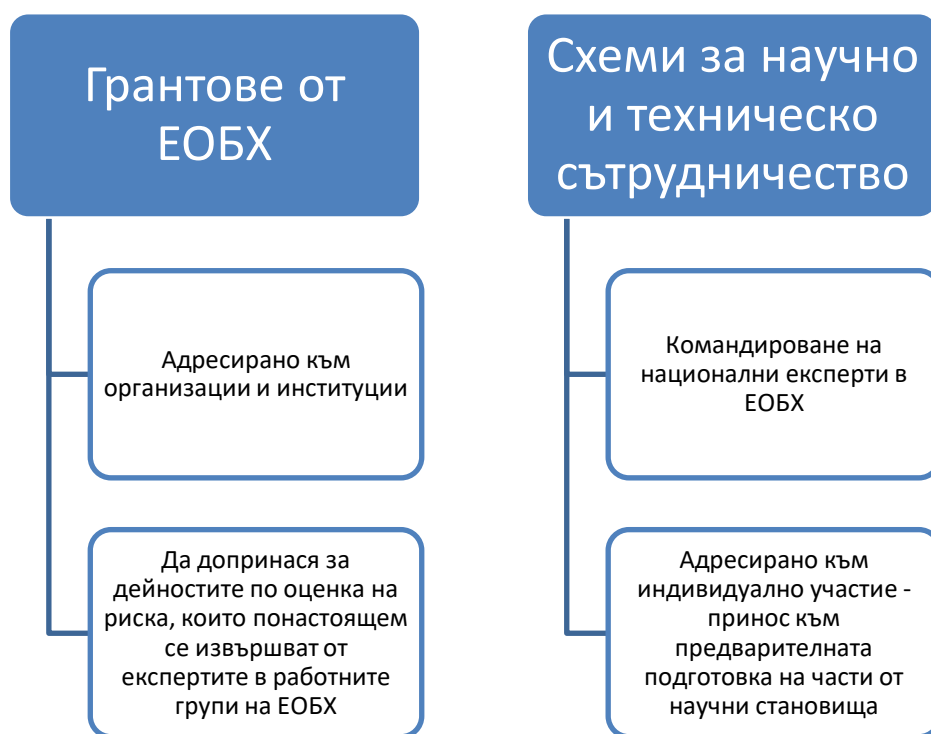 Грантове от
ЕОБХ
Адресирано към
организации и институции
Да допринася за
дейностите по оценка на
риска, които понастоящем
се извършват от
експертите в работните
групи на ЕОБХ
Схеми за научно
и техническо
сътрудничество
Командироване на
национални експерти в
ЕОБХ
Адресирано към
индивидуално участие -
принос към
предварителната
подготовка на части от
научни становища